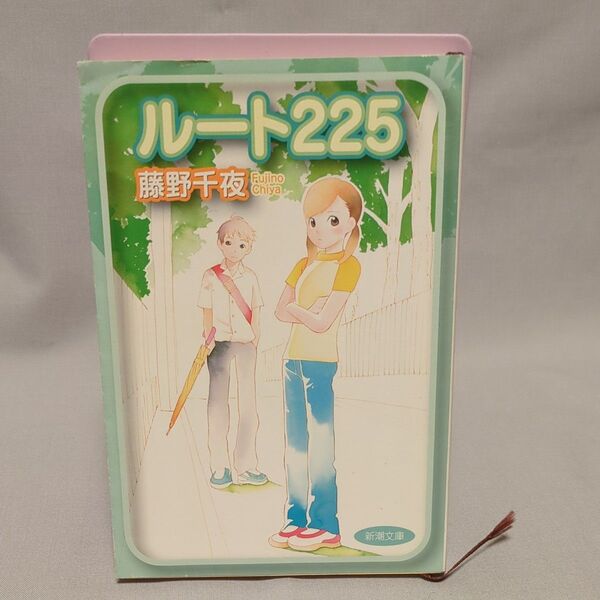 ルート225
藤野千夜
Fujino
Chiya
新潮文庫